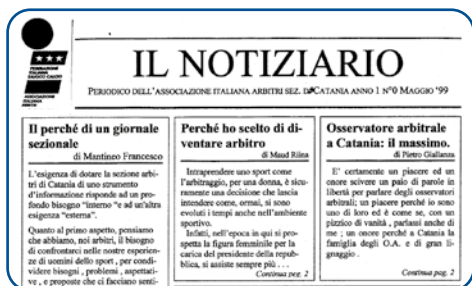 ★★★
FEDERAZIONE
ITALIANA
GIUOCO CALCIO
ASSOCIAZIONE
ITALIANA
ARBITRI
IL NOTIZIARIO
PERIODICO DELL'ASSOCIAZIONE ITALIANA ARBITRI SEZ. DI CATANIA ANNO 1 N°0 MAGGIO '99
Il perché di un giornale
sezionale
di Mantineo Francesco
L'esigenza di dotare la sezione arbi-
tri di Catania di uno strumento
d'informazione risponde ad un pro-
fondo bisogno "interno "e ad un'altra
esigenza "esterna".
Quanto al primo aspetto, pensiamo
che abbiamo, noi arbitri, il bisogno
di confrontarci nelle nostre esperien-
ze di uomini dello sport , per condi-
videre bisogni , problemi , aspettati-
ve , e proposte che ci facciano senti-
Perché ho scelto di di-
ventare arbitro
di Maud Riina
Intraprendere uno sport come
l'arbitraggio, per una donna, è sicu-
ramente una decisione che lascia
intendere come, ormai, si sono
evoluti i tempi anche nell'ambiente
sportivo.
Infatti, nell'epoca in qui si pro-
spetta la figura femminile per la
carica del presidente della repub-
blica, si assiste sempre più . . .
Continua pag. 2
Osservatore arbitrale
a Catania: il massimo.
di Pietro Giallanza
E' certamente un piacere ed un
onore scivere un paio di parole in
libertà per parlare degli osservatori
arbitrali; un piacere perché io sono
uno di loro ed è come se, con un
pizzico di vanità , parlassi anche di
me ; un onore perché a Catania la
famiglia degli O.A. e di gran li-
gnaggio .
Continua pag. 2